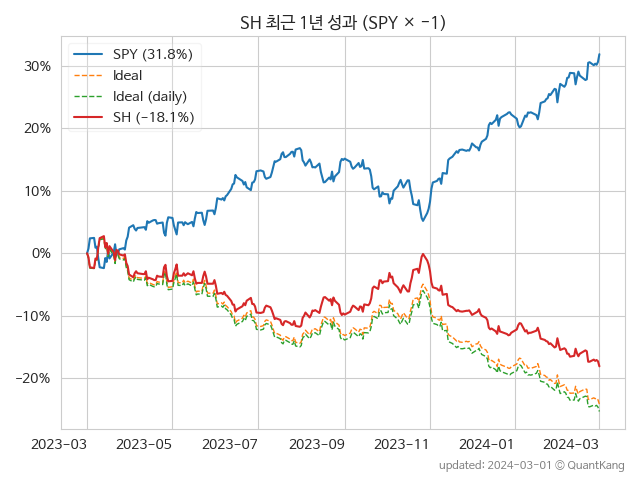 SH 최근 1년 성과 (SPY × −1)
SPY (31.8%)
Ideal
Ideal (daily)
SH (−18.1%)
30%
20%
10%
0%
−10%
−20%
2023-03 2023-05 2023-07 2023-09 2023-11 2024-01 2024-03
updated: 2024-03-01 © QuantKang